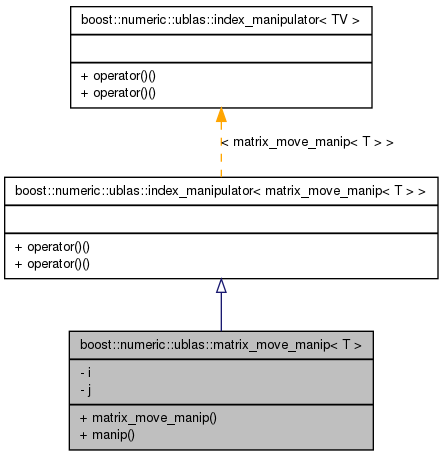 boost::numeric::ublas::index_manipulator< TV >
+ operator()()
+ operator()()
< matrix_move_manip< T > >
boost::numeric::ublas::index_manipulator< matrix_move_manip< T > >
+ operator()()
+ operator()()
boost::numeric::ublas::matrix_move_manip< T >
- i
- j
+ matrix_move_manip()
+ manip()